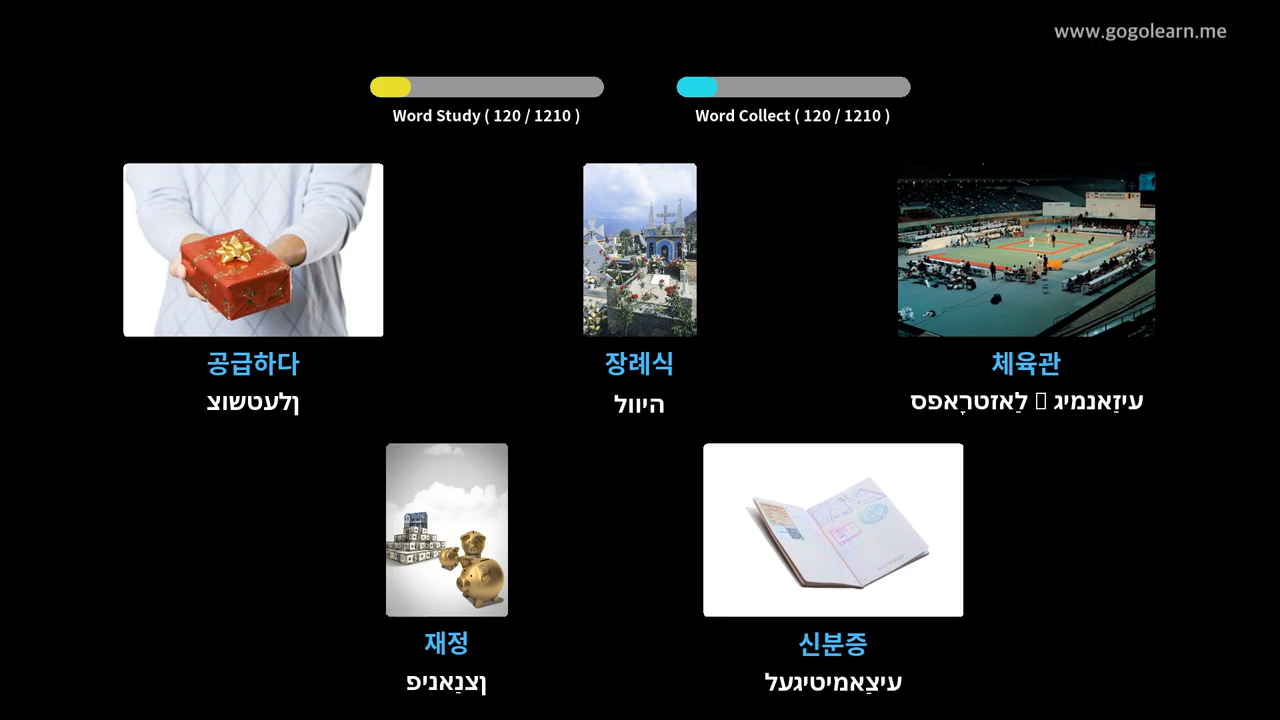 www.gogolearn.me
Word Study ( 120 / 1210 )
Word Collect ( 120 / 1210 )
공급하다
צושטעלן
장례식
לוויה
체육관
ספאָרטזאַל ▯ גימנאַזיע
재정
פינאַנצן
신분증
לעגיטימאַציע